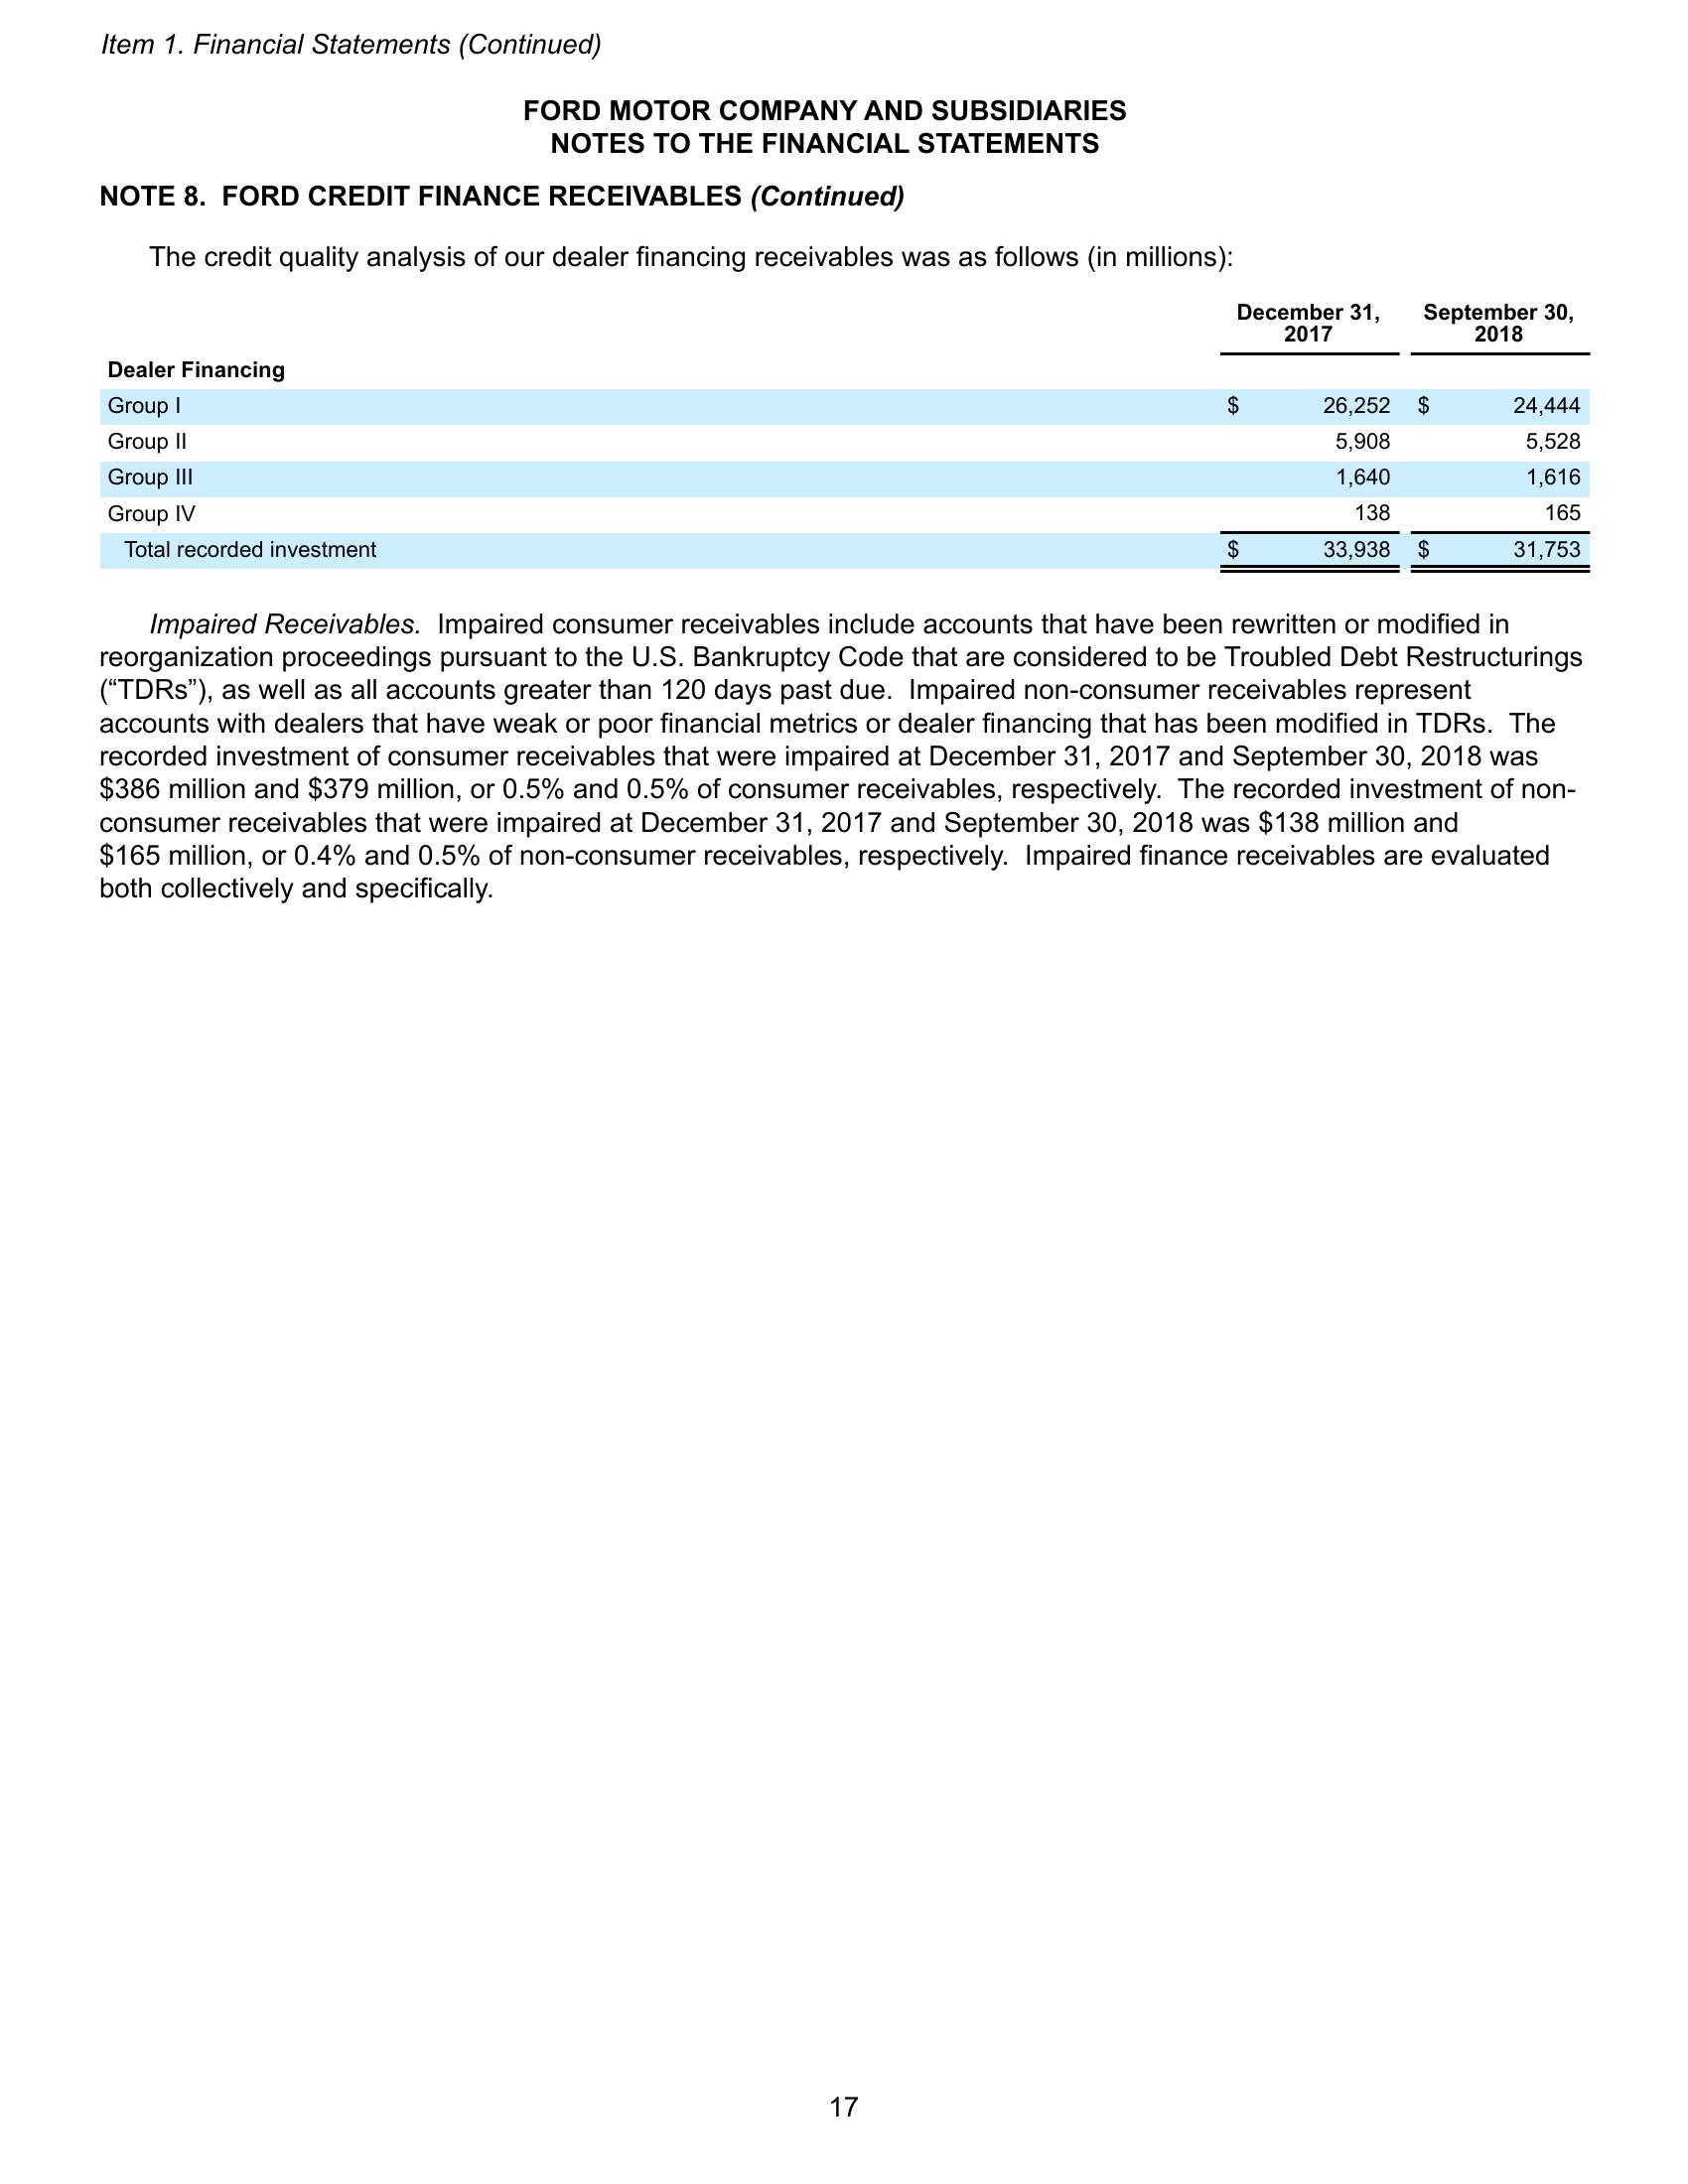 Item 1. Financial Statements (Continued)
FORD MOTOR COMPANY AND SUBSIDIARIES
NOTES TO THE FINANCIAL STATEMENTS
NOTE 8. FORD CREDIT FINANCE RECEIVABLES (Continued)
The credit quality analysis of our dealer financing receivables was as follows (in millions):
December 31, 2017 September 30, 2018
Dealer Financing
Group I $ 26,252 $ 24,444
Group II 5,908 5,528
Group III 1,640 1,616
Group IV 138 165
Total recorded investment $ 33,938 $ 31,753
Impaired Receivables. Impaired consumer receivables include accounts that have been rewritten or modified in
reorganization proceedings pursuant to the U.S. Bankruptcy Code that are considered to be Troubled Debt Restructurings
(“TDRs”), as well as all accounts greater than 120 days past due. Impaired non-consumer receivables represent
accounts with dealers that have weak or poor financial metrics or dealer financing that has been modified in TDRs. The
recorded investment of consumer receivables that were impaired at December 31, 2017 and September 30, 2018 was
$386 million and $379 million, or 0.5% and 0.5% of consumer receivables, respectively. The recorded investment of non-
consumer receivables that were impaired at December 31, 2017 and September 30, 2018 was $138 million and
$165 million, or 0.4% and 0.5% of non-consumer receivables, respectively. Impaired finance receivables are evaluated
both collectively and specifically.
17